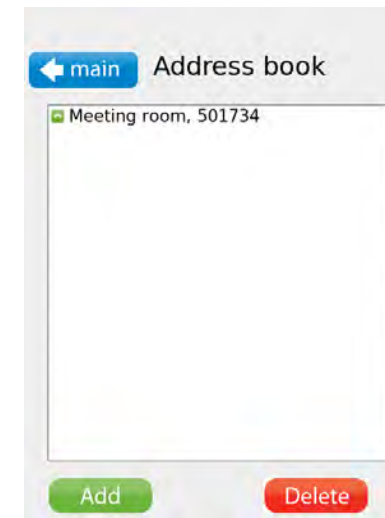 main
Address book
Meeting room, 501734
Add
Delete